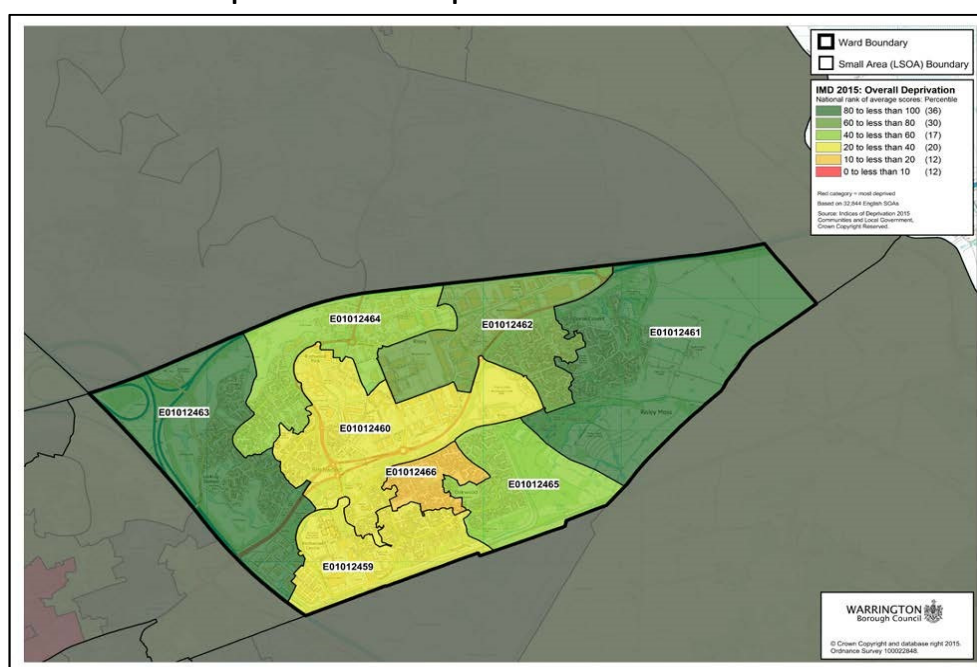 Ward Boundary
Small Area (LSOA) Boundary
IMD 2015: Overall Deprivation
National rank of average scores: Percentile
80 to less than 100 (36)
60 to less than 80 (30)
40 to less than 60 (17)
20 to less than 40 (20)
10 to less than 20 (12)
0 to less than 10 (12)
Red category = most deprived
Based on 32,844 English SOAs
Source: Indices of Deprivation 2015
Communities and Local Government,
Crown Copyright Reserved.
E01012464
E01012462
E01012461
E01012463
Risley Moss
E01012460
E01012466
E01012465
E01012459
WARRINGTON
Borough Council
© Crown Copyright and database right 2015.
Ordnance Survey 100022848.